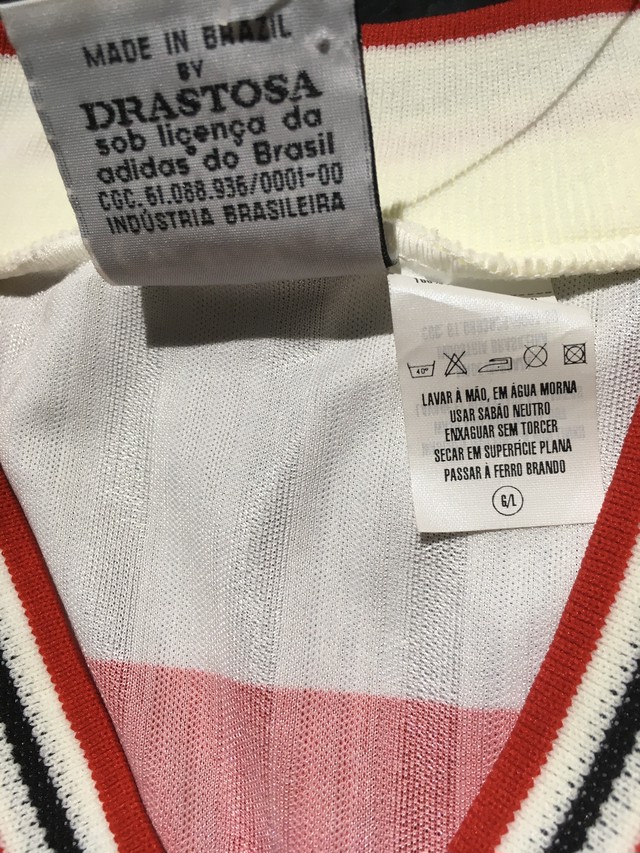 MADE IN BRAZIL
BY
DRASTOSA
sob licença da
adidas do Brasil
CGC. 61.088.936/0001-00
INDÚSTRIA BRASILEIRA
40°
LAVAR À MÃO, EM ÁGUA MORNA
USAR SABÃO NEUTRO
ENXAGUAR SEM TORCER
SECAR EM SUPERFÍCIE PLANA
PASSAR À FERRO BRANDO
G/L